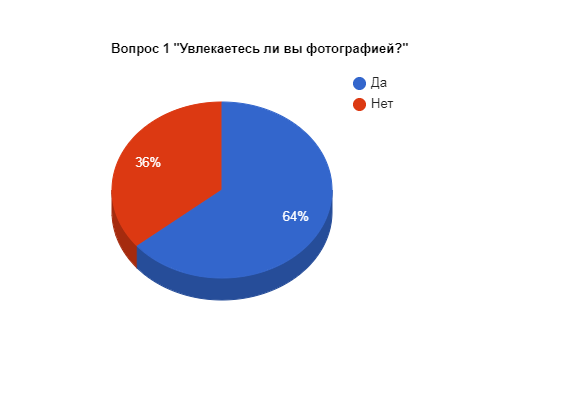 Вопрос 1 "Увлекаетесь ли вы фотографией?"
Да
Нет
36%
64%